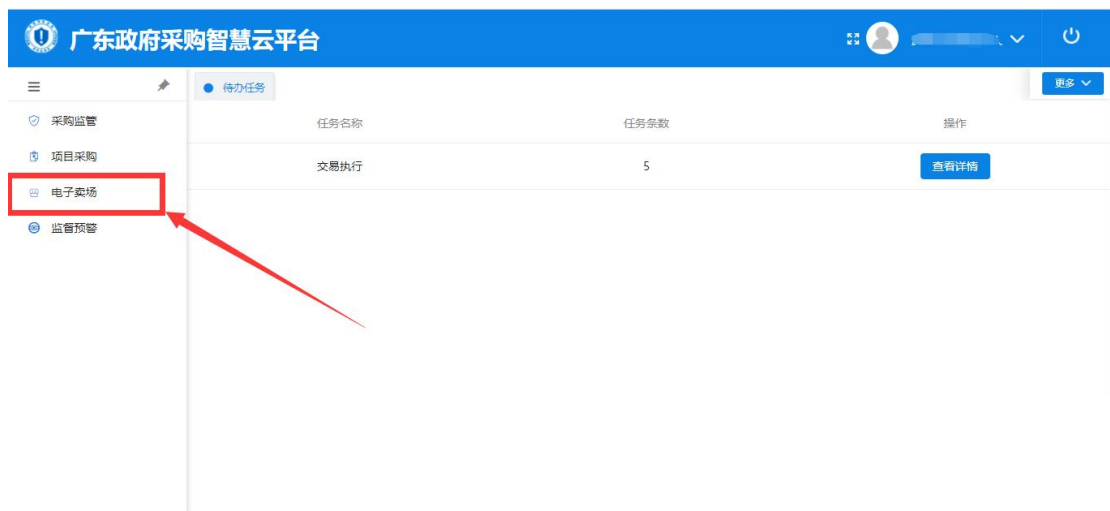 广东政府采购智慧云平台
待办任务
更多
采购监管
项目采购
电子卖场
监督预警
任务名称 任务条数 操作
交易执行 5 查看详情